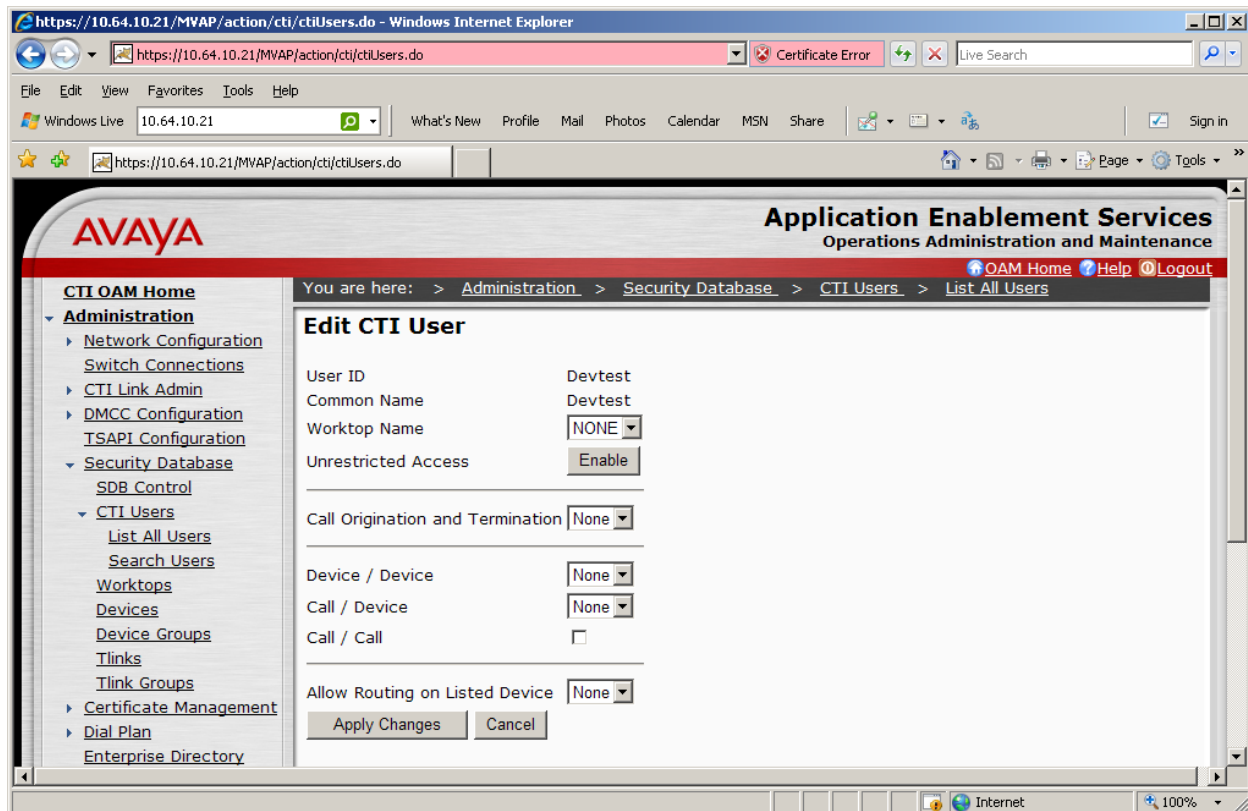 https://10.64.10.21/MVAP/action/cti/ctiUsers.do - Windows Internet Explorer
https://10.64.10.21/MVAP/action/cti/ctiUsers.do Certificate Error Live Search
File Edit View Favorites Tools Help
Windows Live 10.64.10.21 What's New Profile Mail Photos Calendar MSN Share Sign in
https://10.64.10.21/MVAP/action/cti/ctiUsers.do Page Tools »
AVAYA
Application Enablement Services
Operations Administration and Maintenance
OAM Home Help Logout
You are here: > Administration > Security Database > CTI Users > List All Users
CTI OAM Home
Administration
Network Configuration
Switch Connections
CTI Link Admin
DMCC Configuration
TSAPI Configuration
Security Database
SDB Control
CTI Users
List All Users
Search Users
Worktops
Devices
Device Groups
Tlinks
Tlink Groups
Certificate Management
Dial Plan
Enterprise Directory
Edit CTI User
User ID Devtest
Common Name Devtest
Worktop Name NONE
Unrestricted Access Enable
Call Origination and Termination None
Device / Device None
Call / Device None
Call / Call
Allow Routing on Listed Device None
Apply Changes Cancel
Internet 100%